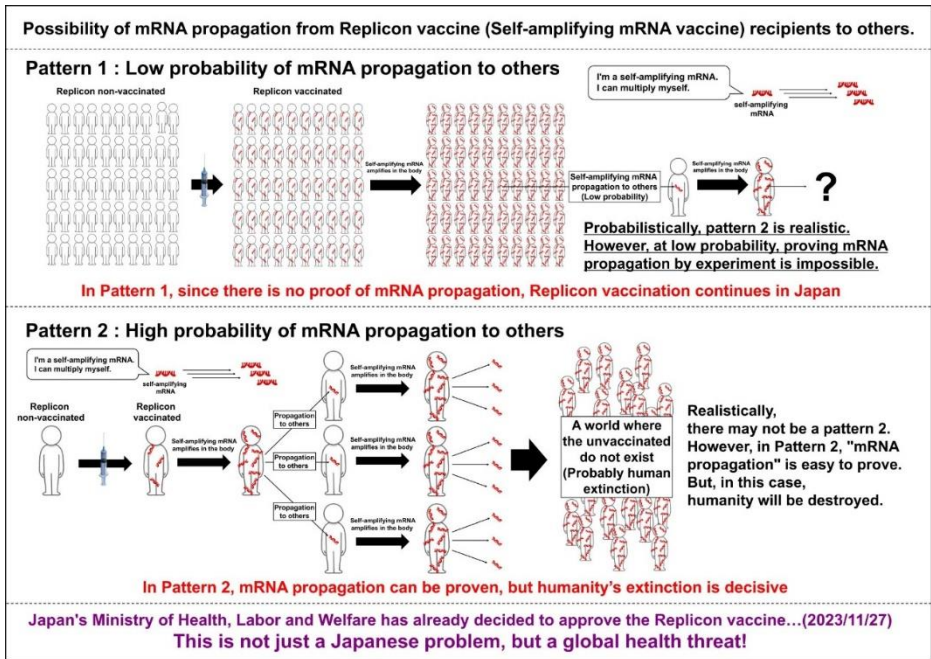 Possibility of mRNA propagation from Replicon vaccine (Self-amplifying mRNA vaccine) recipients to others.
Pattern 1 : Low probability of mRNA propagation to others
Replicon non-vaccinated
Replicon vaccinated
I'm a self-amplifying mRNA.
I can multiply myself.
self-amplifying
mRNA
Self-amplifying mRNA
amplifies in the body
Self-amplifying mRNA
propagation to others
(Low probability)
Self-amplifying mRNA
amplifies in the body
?
Probabilistically, pattern 2 is realistic.
However, at low probability, proving mRNA
propagation by experiment is impossible.
In Pattern 1, since there is no proof of mRNA propagation, Replicon vaccination continues in Japan
Pattern 2 : High probability of mRNA propagation to others
I'm a self-amplifying mRNA.
I can multiply myself.
self-amplifying
mRNA
Replicon
non-vaccinated
Replicon
vaccinated
Self-amplifying mRNA
amplifies in the body
Propagation
to others
Propagation
to others
Propagation
to others
Self-amplifying mRNA
amplifies in the body
Self-amplifying mRNA
amplifies in the body
Self-amplifying mRNA
amplifies in the body
A world where
the unvaccinated
do not exist
(Probably human
extinction)
Realistically,
there may not be a pattern 2.
However, in Pattern 2, "mRNA
propagation" is easy to prove.
But, in this case,
humanity will be destroyed.
In Pattern 2, mRNA propagation can be proven, but humanity's extinction is decisive
Japan's Ministry of Health, Labor and Welfare has already decided to approve the Replicon vaccine…(2023/11/27)
This is not just a Japanese problem, but a global health threat!